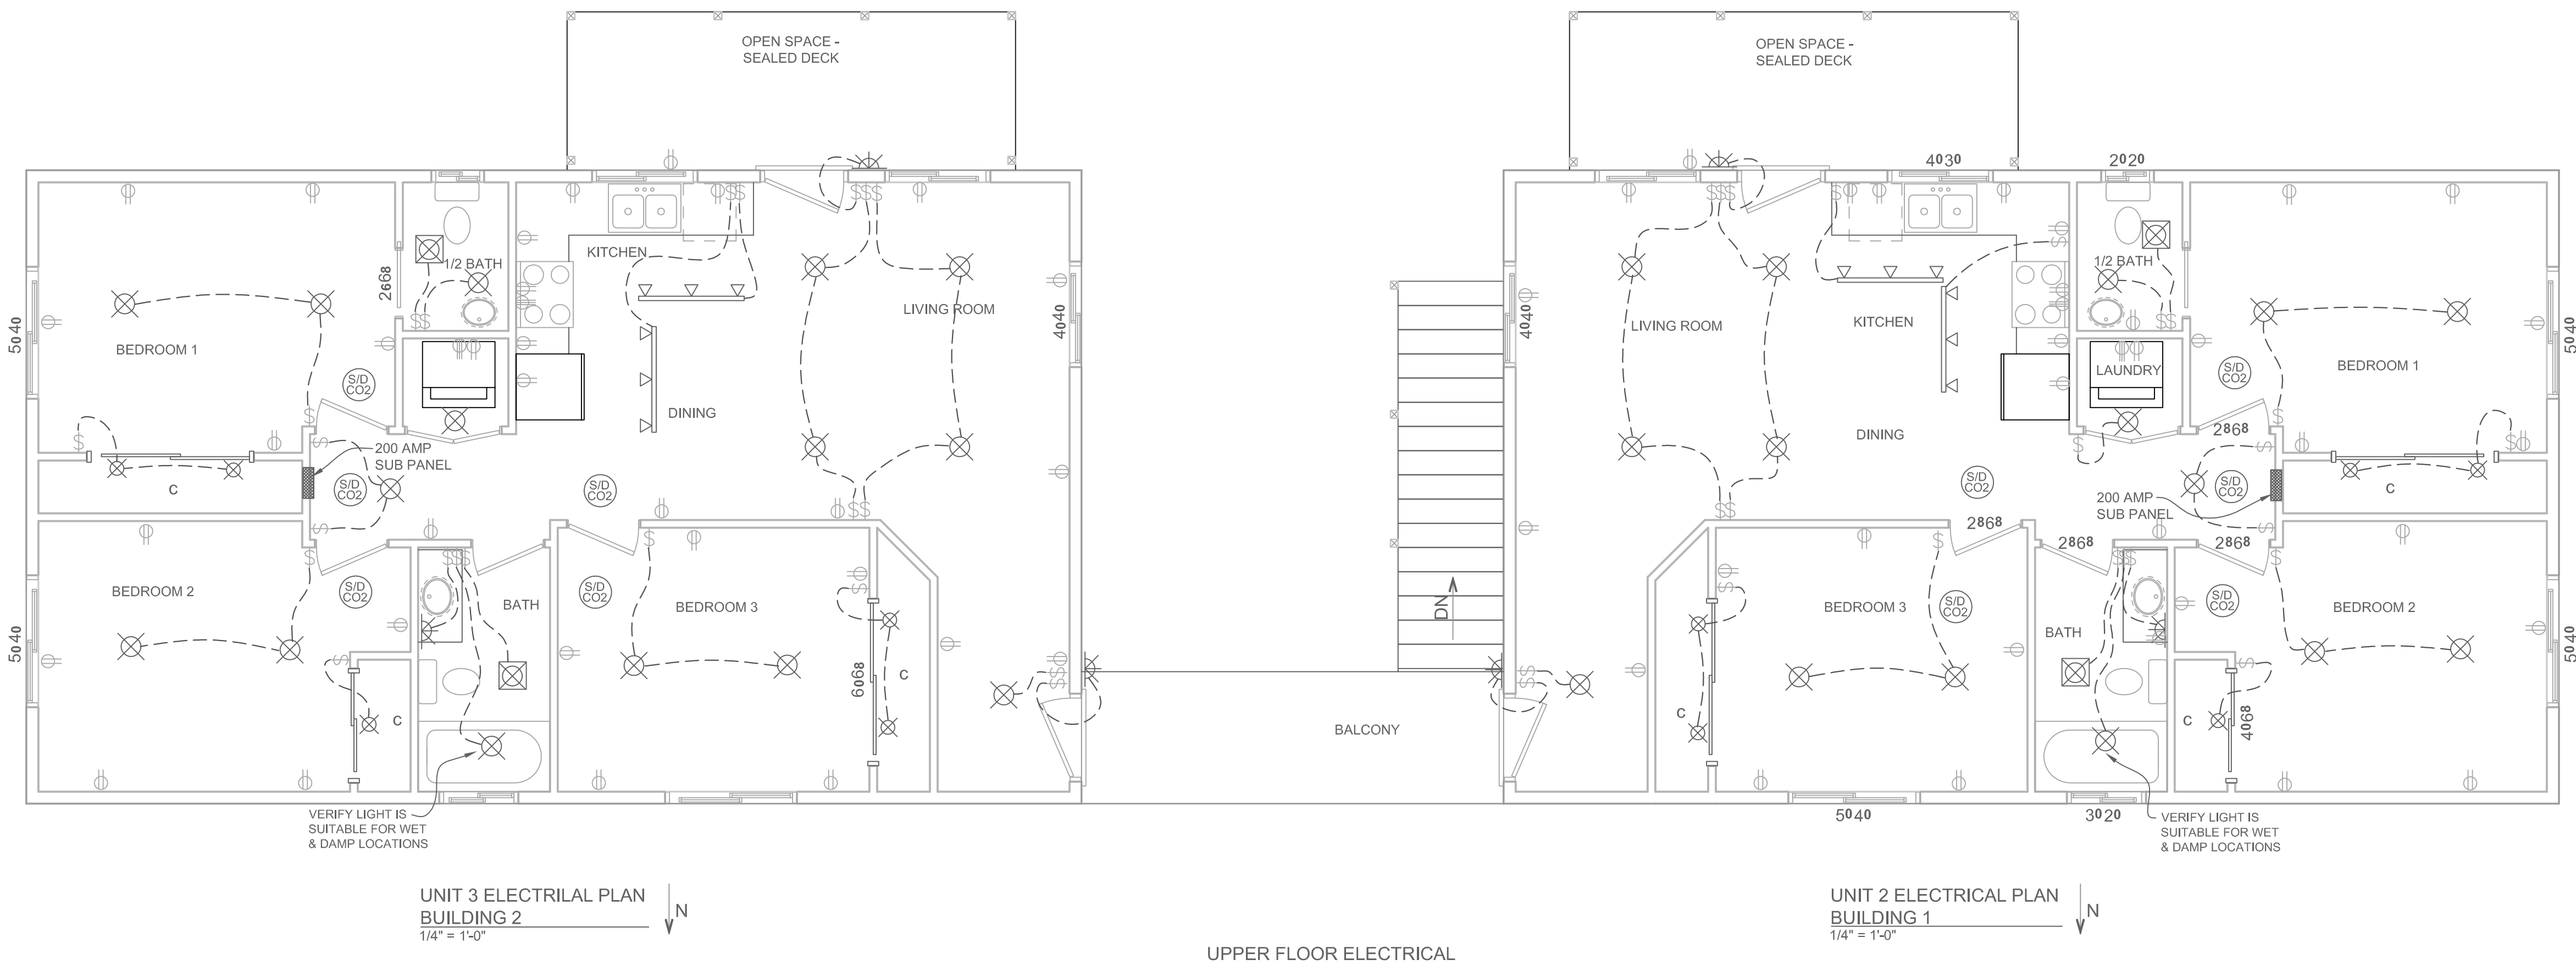 OPEN SPACE -
SEALED DECK
1/2 BATH
KITCHEN
2668
5040
BEDROOM 1
LIVING ROOM
4040
S/D
CO2
DINING
200 AMP
SUB PANEL
S/D
CO2
S/D
CO2
C
BEDROOM 2
S/D
CO2
S/D
CO2
BATH
BEDROOM 3
5040
6068
C
C
VERIFY LIGHT IS
SUITABLE FOR WET
& DAMP LOCATIONS
$
$$
$$
$$$
$
$
$
$
$$
$
$$$
$
$
$
$$
UNIT 3 ELECTRILAL PLAN
BUILDING 2
1/4" = 1'-0"
N
DN
BALCONY
OPEN SPACE -
SEALED DECK
4030
2020
1/2 BATH
LIVING ROOM
KITCHEN
4040
5040
LAUNDRY
S/D
CO2
BEDROOM 1
DINING
2868
S/D
CO2
S/D
CO2
C
200 AMP
SUB PANEL
2868
2868
2868
BEDROOM 3
S/D
CO2
S/D
CO2
BEDROOM 2
BATH
5040
C
C
4068
5040
3020
VERIFY LIGHT IS
SUITABLE FOR WET
& DAMP LOCATIONS
UNIT 2 ELECTRICAL PLAN
BUILDING 1
1/4" = 1'-0"
N
UPPER FLOOR ELECTRICAL